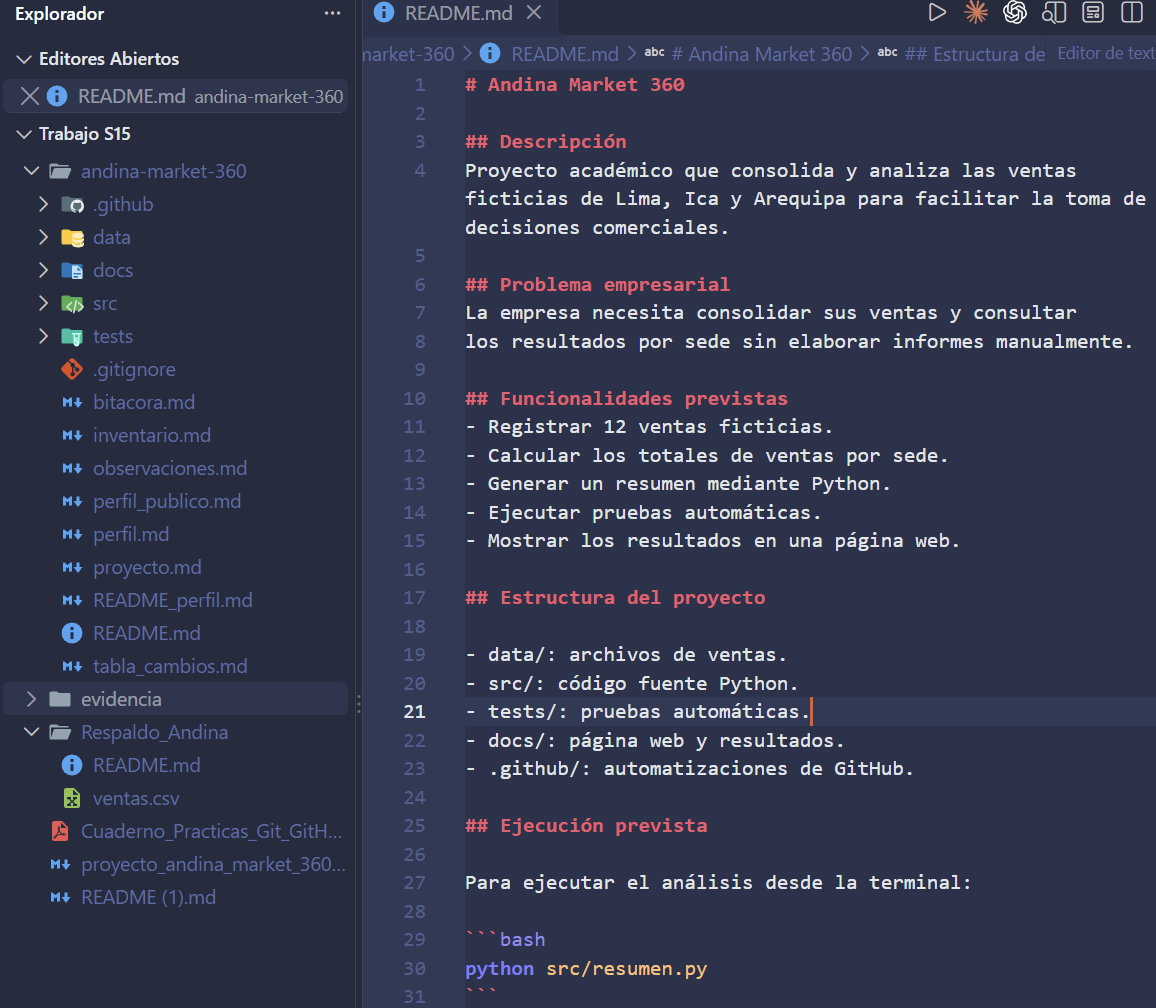 Explorador
Editores Abiertos
README.md andina-market-360
Trabajo S15
andina-market-360
.github
data
docs
src
tests
.gitignore
bitacora.md
inventario.md
observaciones.md
perfil_publico.md
perfil.md
proyecto.md
README_perfil.md
README.md
tabla_cambios.md
evidencia
Respaldo_Andina
README.md
ventas.csv
Cuaderno_Practicas_Git_GitH...
proyecto_andina_market_360...
README (1).md
README.md
market-360 > README.md > abc # Andina Market 360 > abc ## Estructura de Editor de text
1 # Andina Market 360
2
3 ## Descripción
4 Proyecto académico que consolida y analiza las ventas
ficticias de Lima, Ica y Arequipa para facilitar la toma de
decisiones comerciales.
5
6 ## Problema empresarial
7 La empresa necesita consolidar sus ventas y consultar
8 los resultados por sede sin elaborar informes manualmente.
9
10 ## Funcionalidades previstas
11 - Registrar 12 ventas ficticias.
12 - Calcular los totales de ventas por sede.
13 - Generar un resumen mediante Python.
14 - Ejecutar pruebas automáticas.
15 - Mostrar los resultados en una página web.
16
17 ## Estructura del proyecto
18
19 - data/: archivos de ventas.
20 - src/: código fuente Python.
21 - tests/: pruebas automáticas.
22 - docs/: página web y resultados.
23 - .github/: automatizaciones de GitHub.
24
25 ## Ejecución prevista
26
27 Para ejecutar el análisis desde la terminal:
28
29 ```bash
30 python src/resumen.py
31 ```